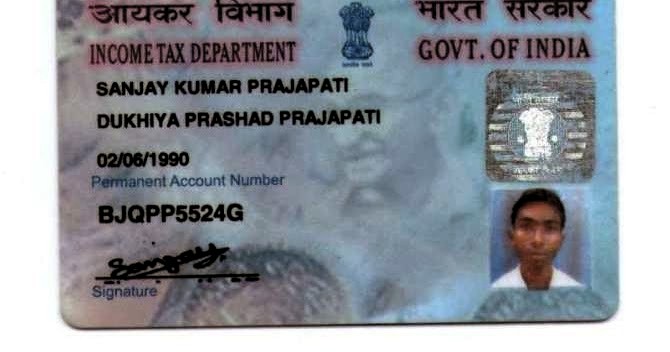 आयकर विभाग
भारत सरकार
INCOME TAX DEPARTMENT
GOVT. OF INDIA
SANJAY KUMAR PRAJAPATI
DUKHIYA PRASHAD PRAJAPATI
02/06/1990
Permanent Account Number
BJQPP5524G
Sanjay
Signature